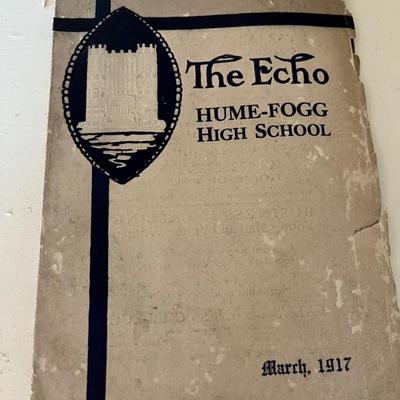 The Echo
HUME-FOGG
HIGH SCHOOL
March, 1917